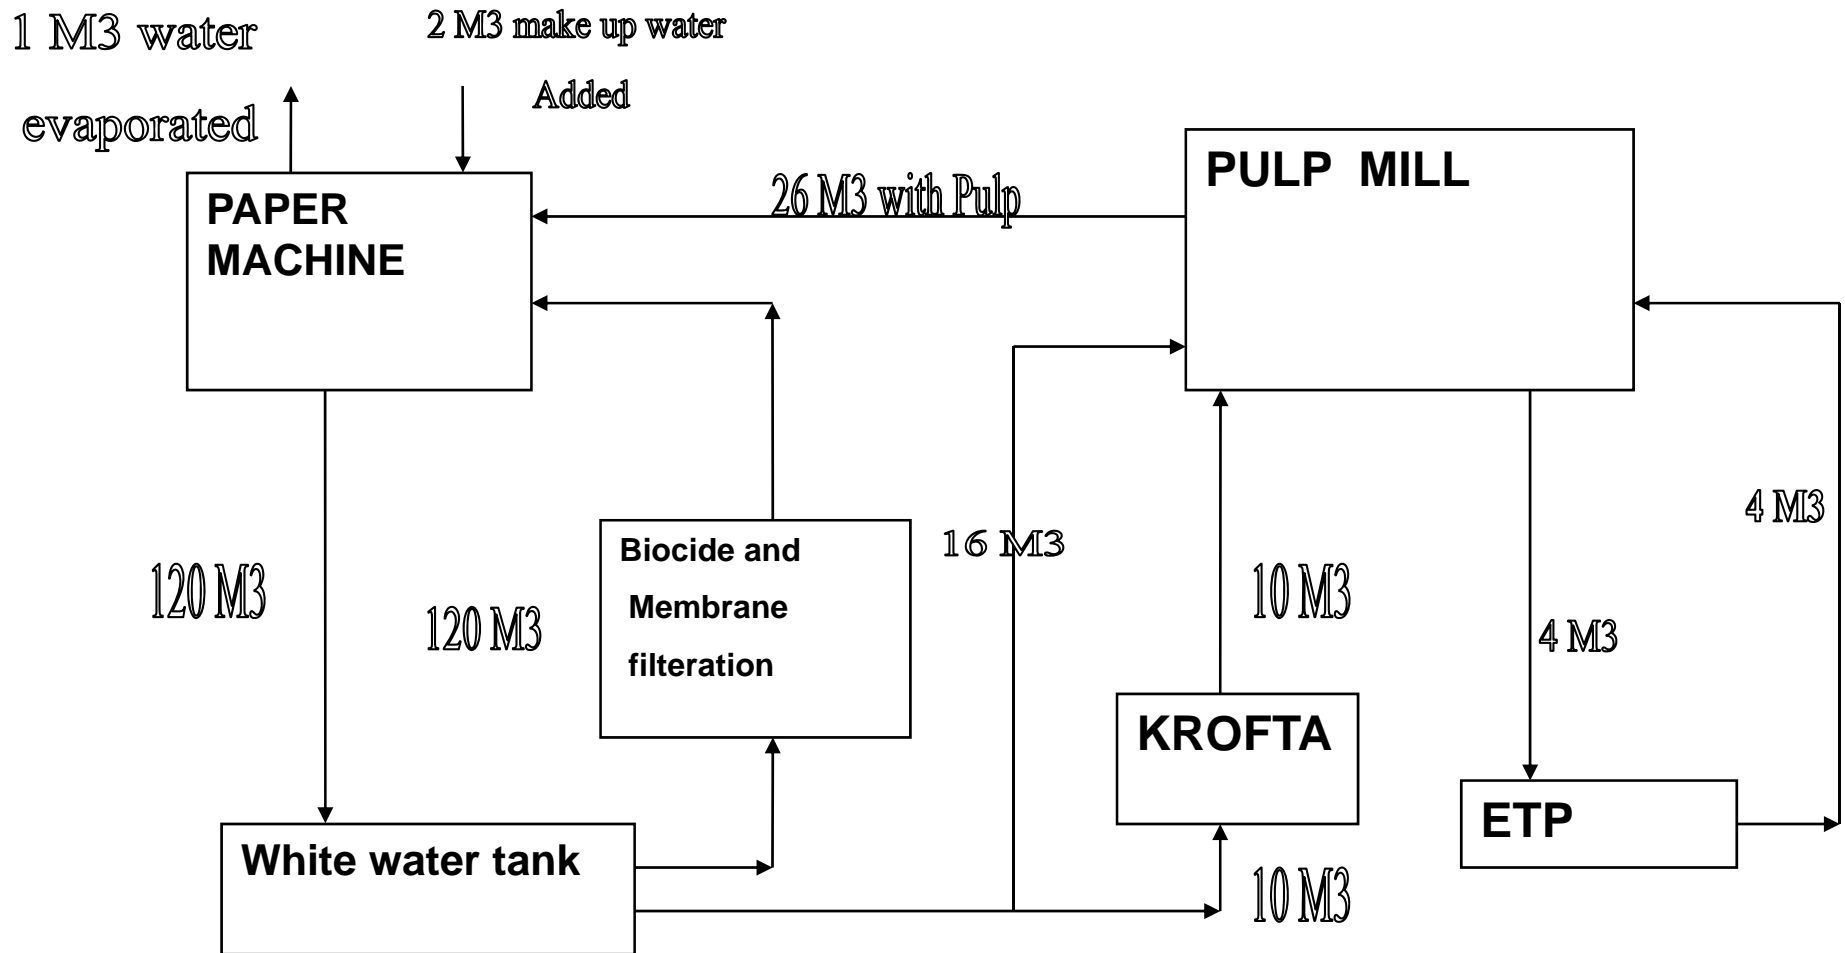 1 M3 water
evaporated
2 M3 make up water
Added
PAPER
MACHINE
26 M3 with Pulp
PULP MILL
120 M3
120 M3
Biocide and
Membrane
filteration
16 M3
10 M3
4 M3
4 M3
KROFTA
ETP
White water tank
10 M3